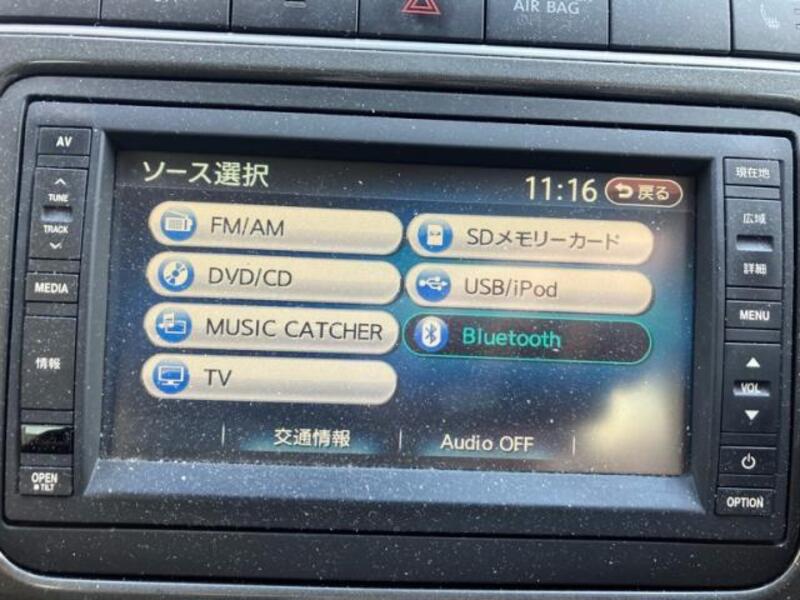 AIR BAG
AV
TUNE
TRACK
MEDIA
情報
OPEN
TILT
ソース選択
11:16
戻る
FM/AM
SDメモリーカード
DVD/CD
USB/iPod
MUSIC CATCHER
Bluetooth
TV
交通情報
Audio OFF
現在地
広域
詳細
MENU
VOL
OPTION